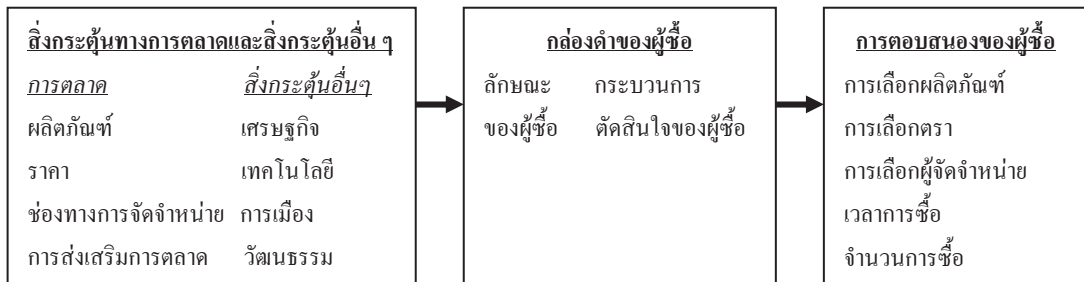 สิ่งกระตุ้นทางการตลาดและสิ่งกระตุ้นอื่น ๆ
การตลาด สิ่งกระตุ้นอื่นๆ
ผลิตภัณฑ์ เศรษฐกิจ
ราคา เทคโนโลยี
ช่องทางการจัดจำหน่าย การเมือง
การส่งเสริมการตลาด วัฒนธรรม
กล่องดำของผู้ซื้อ
ลักษณะ กระบวนการ
ของผู้ซื้อ ตัดสินใจของผู้ซื้อ
การตอบสนองของผู้ซื้อ
การเลือกผลิตภัณฑ์
การเลือกตรา
การเลือกผู้จัดจำหน่าย
เวลาการซื้อ
จำนวนการซื้อ